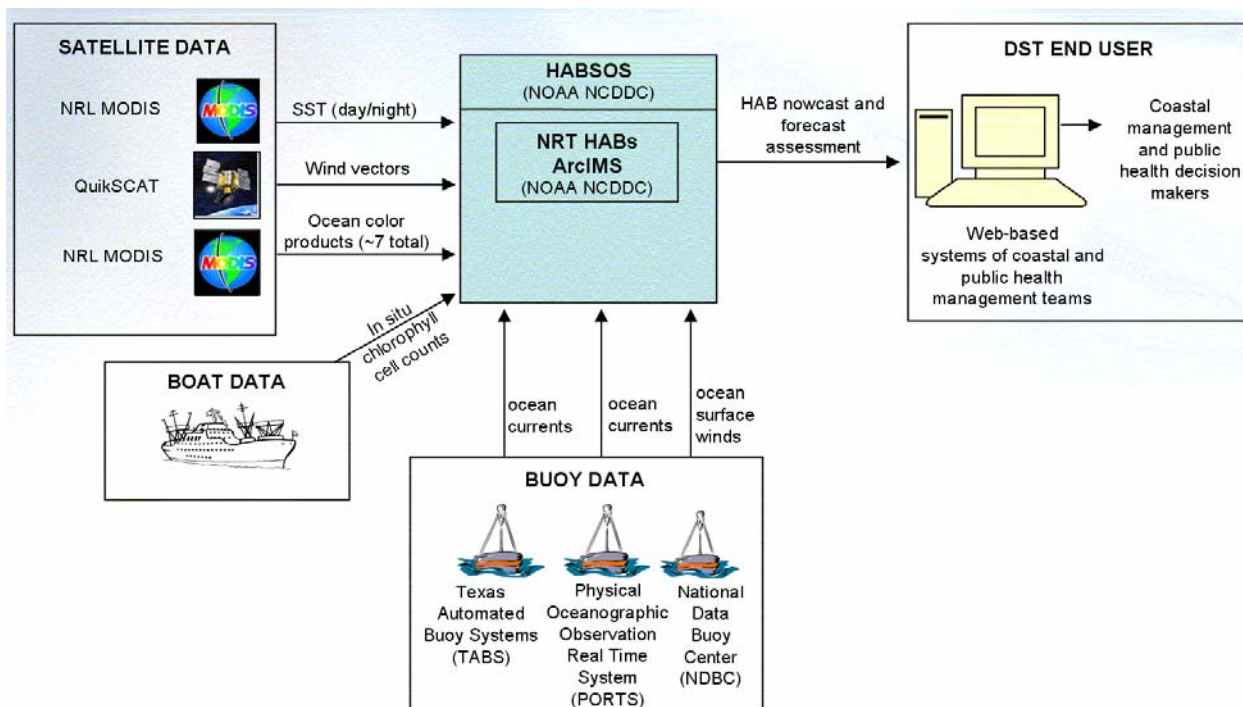 SATELLITE DATA
NRL MODIS
MODIS
SST (day/night)
QuikSCAT
Wind vectors
NRL MODIS
MODIS
Ocean color
products (~7 total)
BOAT DATA
In situ
chlorophyll
cell counts
HABSOS
(NOAA NCDDC)
NRT HABs
ArcIMS
(NOAA NCDDC)
HAB nowcast and
forecast
assessment
DST END USER
Coastal
management
and public
health decision
makers
Web-based
systems of coastal and
public health
management teams
ocean
currents
ocean
currents
ocean
surface
winds
BUOY DATA
Texas
Automated
Buoy Systems
(TABS)
Physical
Oceanographic
Observation
Real Time
System
(PORTS)
National
Data
Buoy
Center
(NDBC)